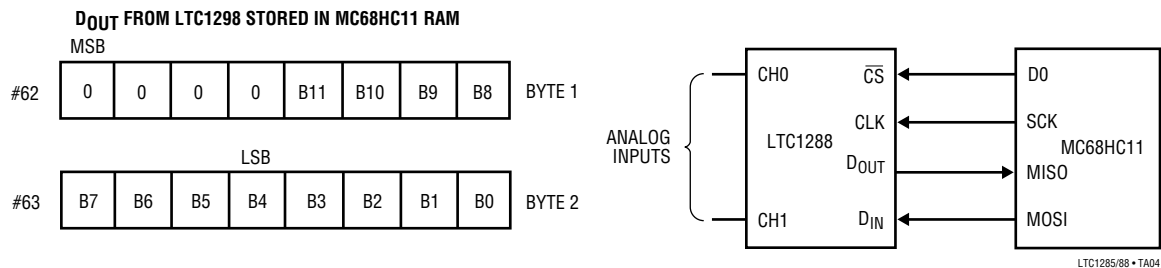 DOUT FROM LTC1298 STORED IN MC68HC11 RAM
MSB
#62 0 0 0 0 B11 B10 B9 B8 BYTE 1
LSB
#63 B7 B6 B5 B4 B3 B2 B1 B0 BYTE 2
ANALOG
INPUTS
CH0
CH1
LTC1288
CS
CLK
DOUT
DIN
D0
SCK
MC68HC11
MISO
MOSI
LTC1285/88 • TA04